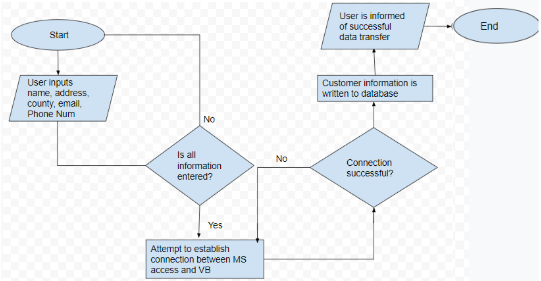 Start
User inputs
name, address,
county, email,
Phone Num
No
Is all
information
entered?
Yes
Attempt to establish
connection between MS
access and VB
No
Connection
successful?
Customer information is
written to database
User is informed
of successful
data transfer
End